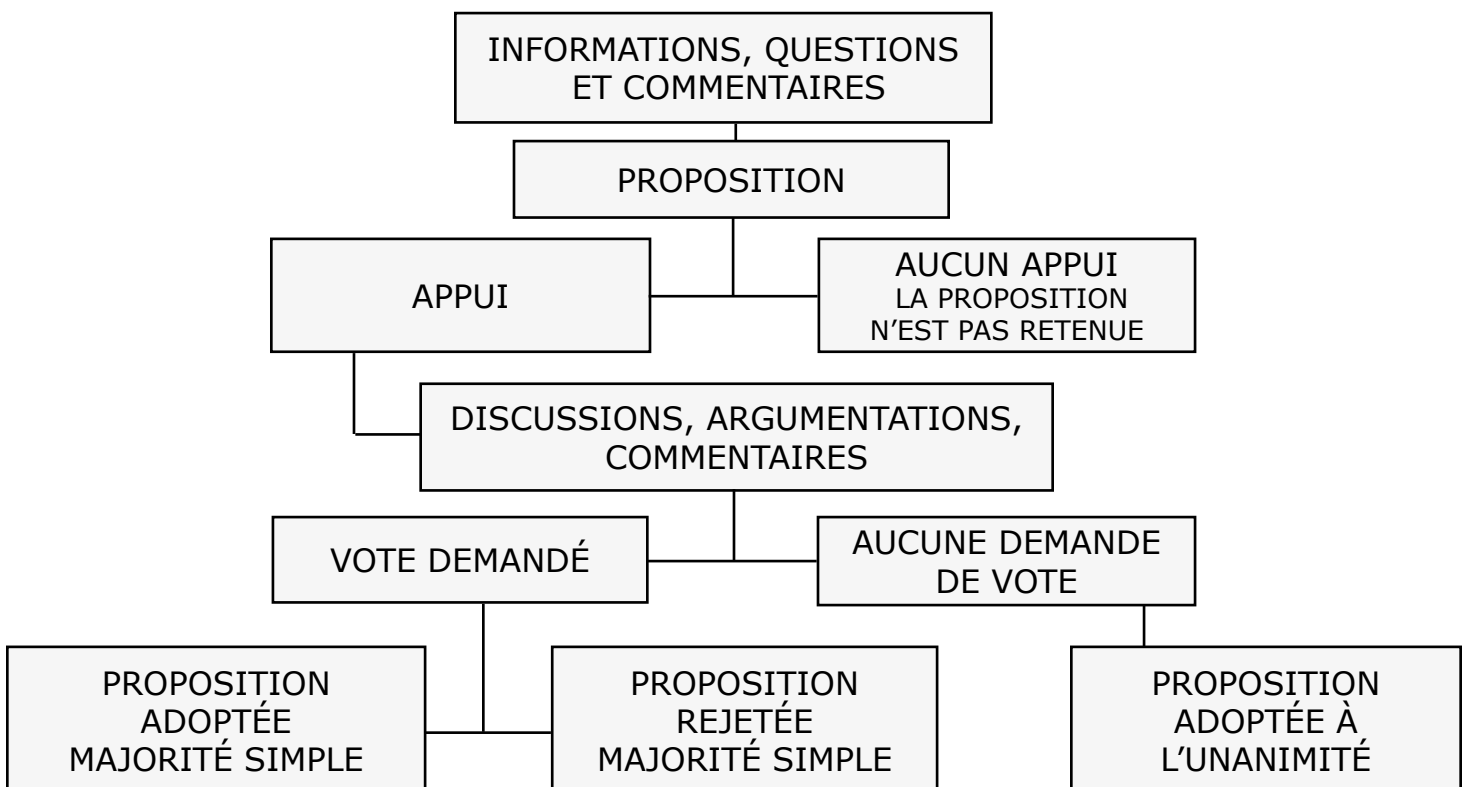 INFORMATIONS, QUESTIONS
ET COMMENTAIRES
PROPOSITION
APPUI
AUCUN APPUI
LA PROPOSITION
N'EST PAS RETENUE
DISCUSSIONS, ARGUMENTATIONS,
COMMENTAIRES
VOTE DEMANDÉ
AUCUNE DEMANDE
DE VOTE
PROPOSITION
ADOPTÉE
MAJORITÉ SIMPLE
PROPOSITION
REJETÉE
MAJORITÉ SIMPLE
PROPOSITION
ADOPTÉE À
L'UNANIMITÉ